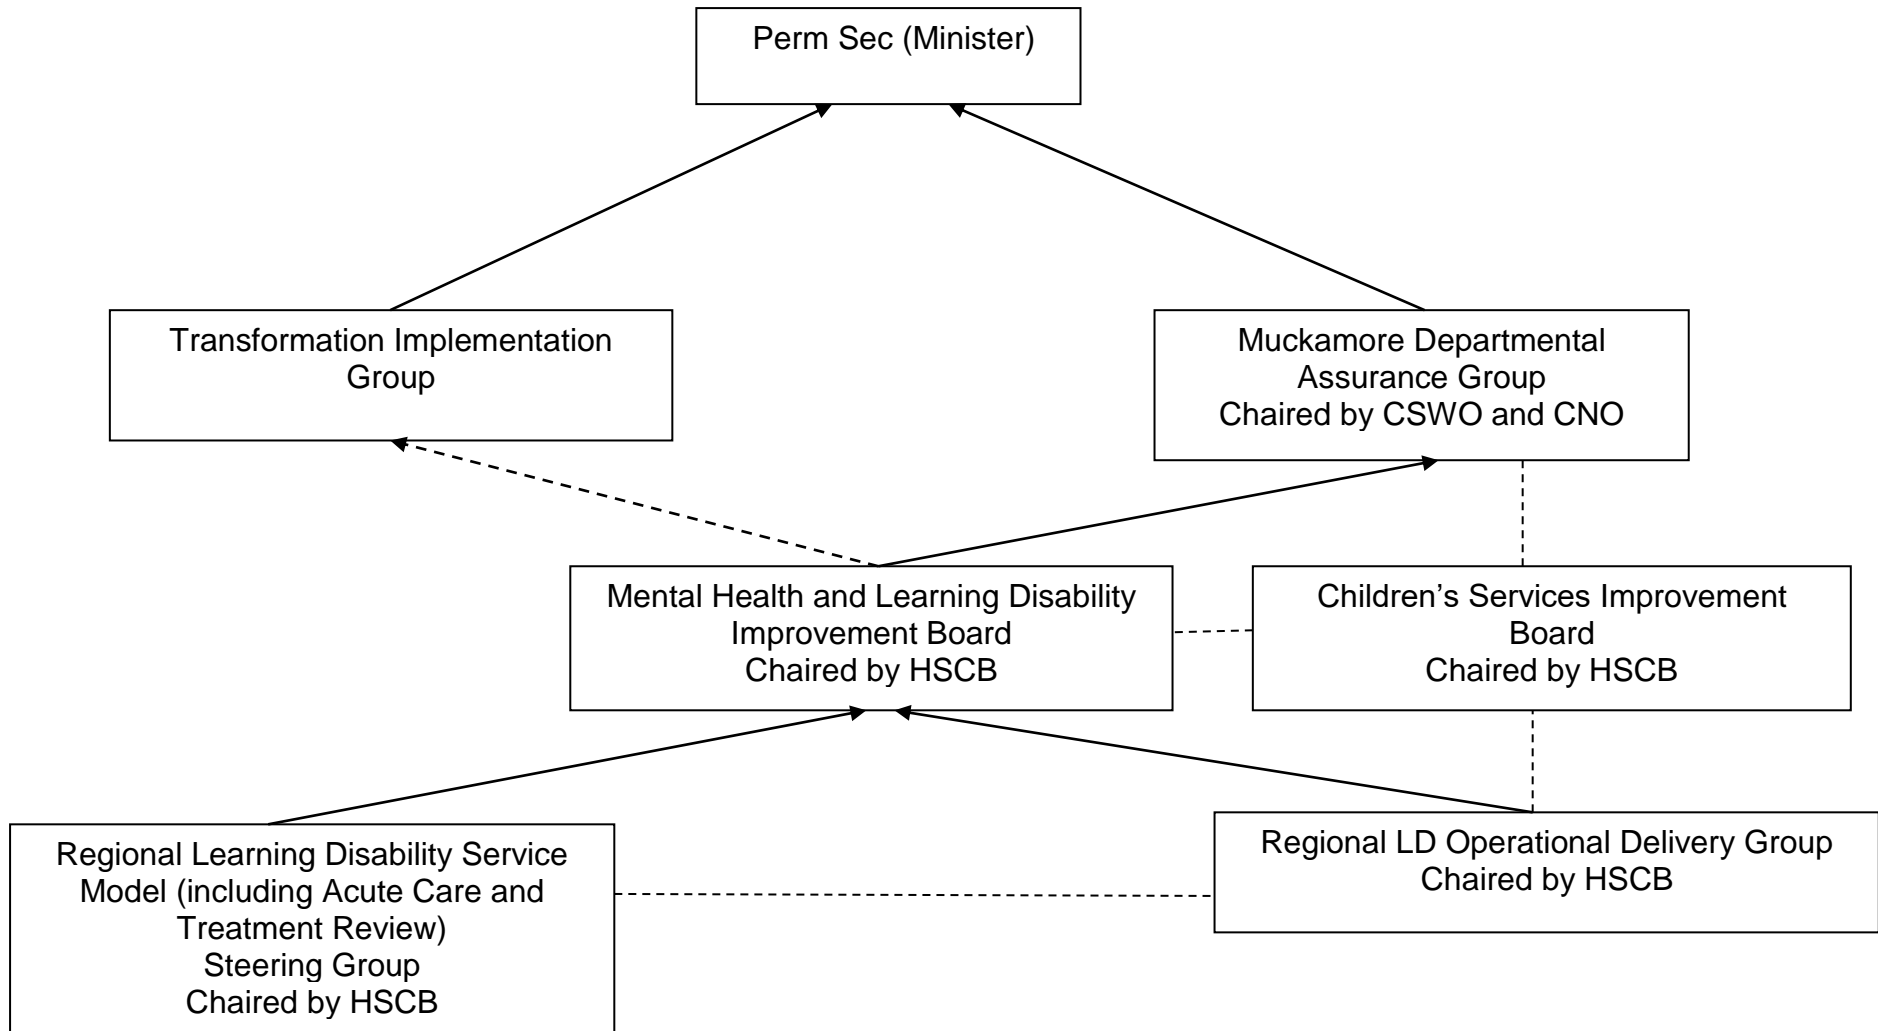 Perm Sec (Minister)
Transformation Implementation
Group
Muckamore Departmental
Assurance Group
Chaired by CSWO and CNO
Mental Health and Learning Disability
Improvement Board
Chaired by HSCB
Children’s Services Improvement
Board
Chaired by HSCB
Regional Learning Disability Service
Model (including Acute Care and
Treatment Review)
Steering Group
Chaired by HSCB
Regional LD Operational Delivery Group
Chaired by HSCB